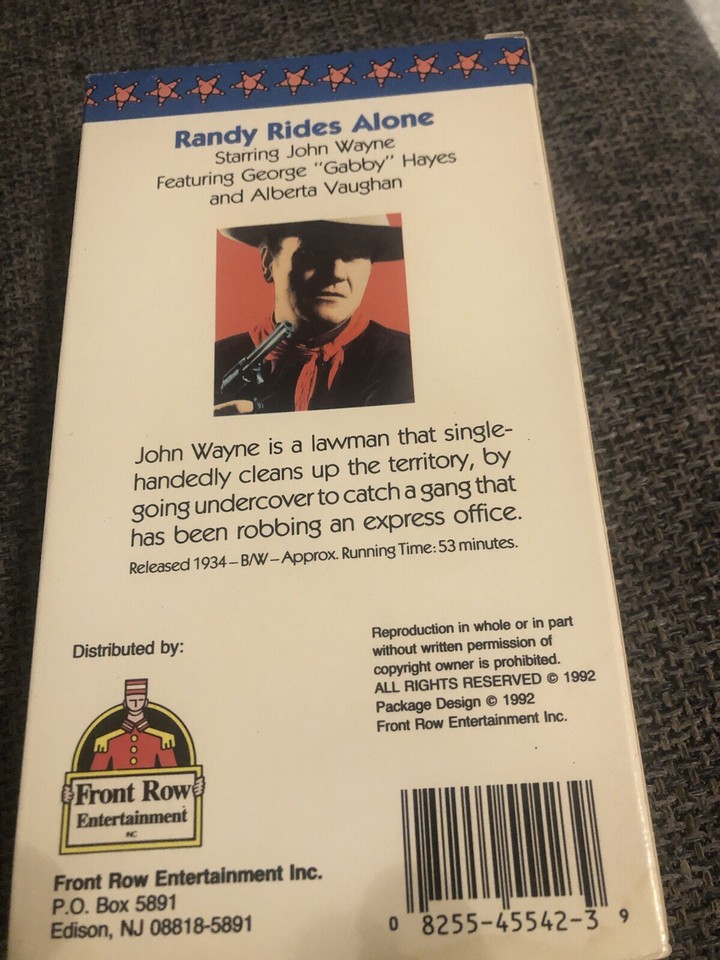 Randy Rides Alone
Starring John Wayne
Featuring George "Gabby" Hayes
and Alberta Vaughan
John Wayne is a lawman that single-
handedly cleans up the territory, by
going undercover to catch a gang that
has been robbing an express office.
Released 1934 – B/W – Approx. Running Time: 53 minutes.
Distributed by:
Front Row
Entertainment
INC
Front Row Entertainment Inc.
P.O. Box 5891
Edison, NJ 08818-5891
Reproduction in whole or in part
without written permission of
copyright owner is prohibited.
ALL RIGHTS RESERVED © 1992
Package Design © 1992
Front Row Entertainment Inc.
0 8255-45542-3 9